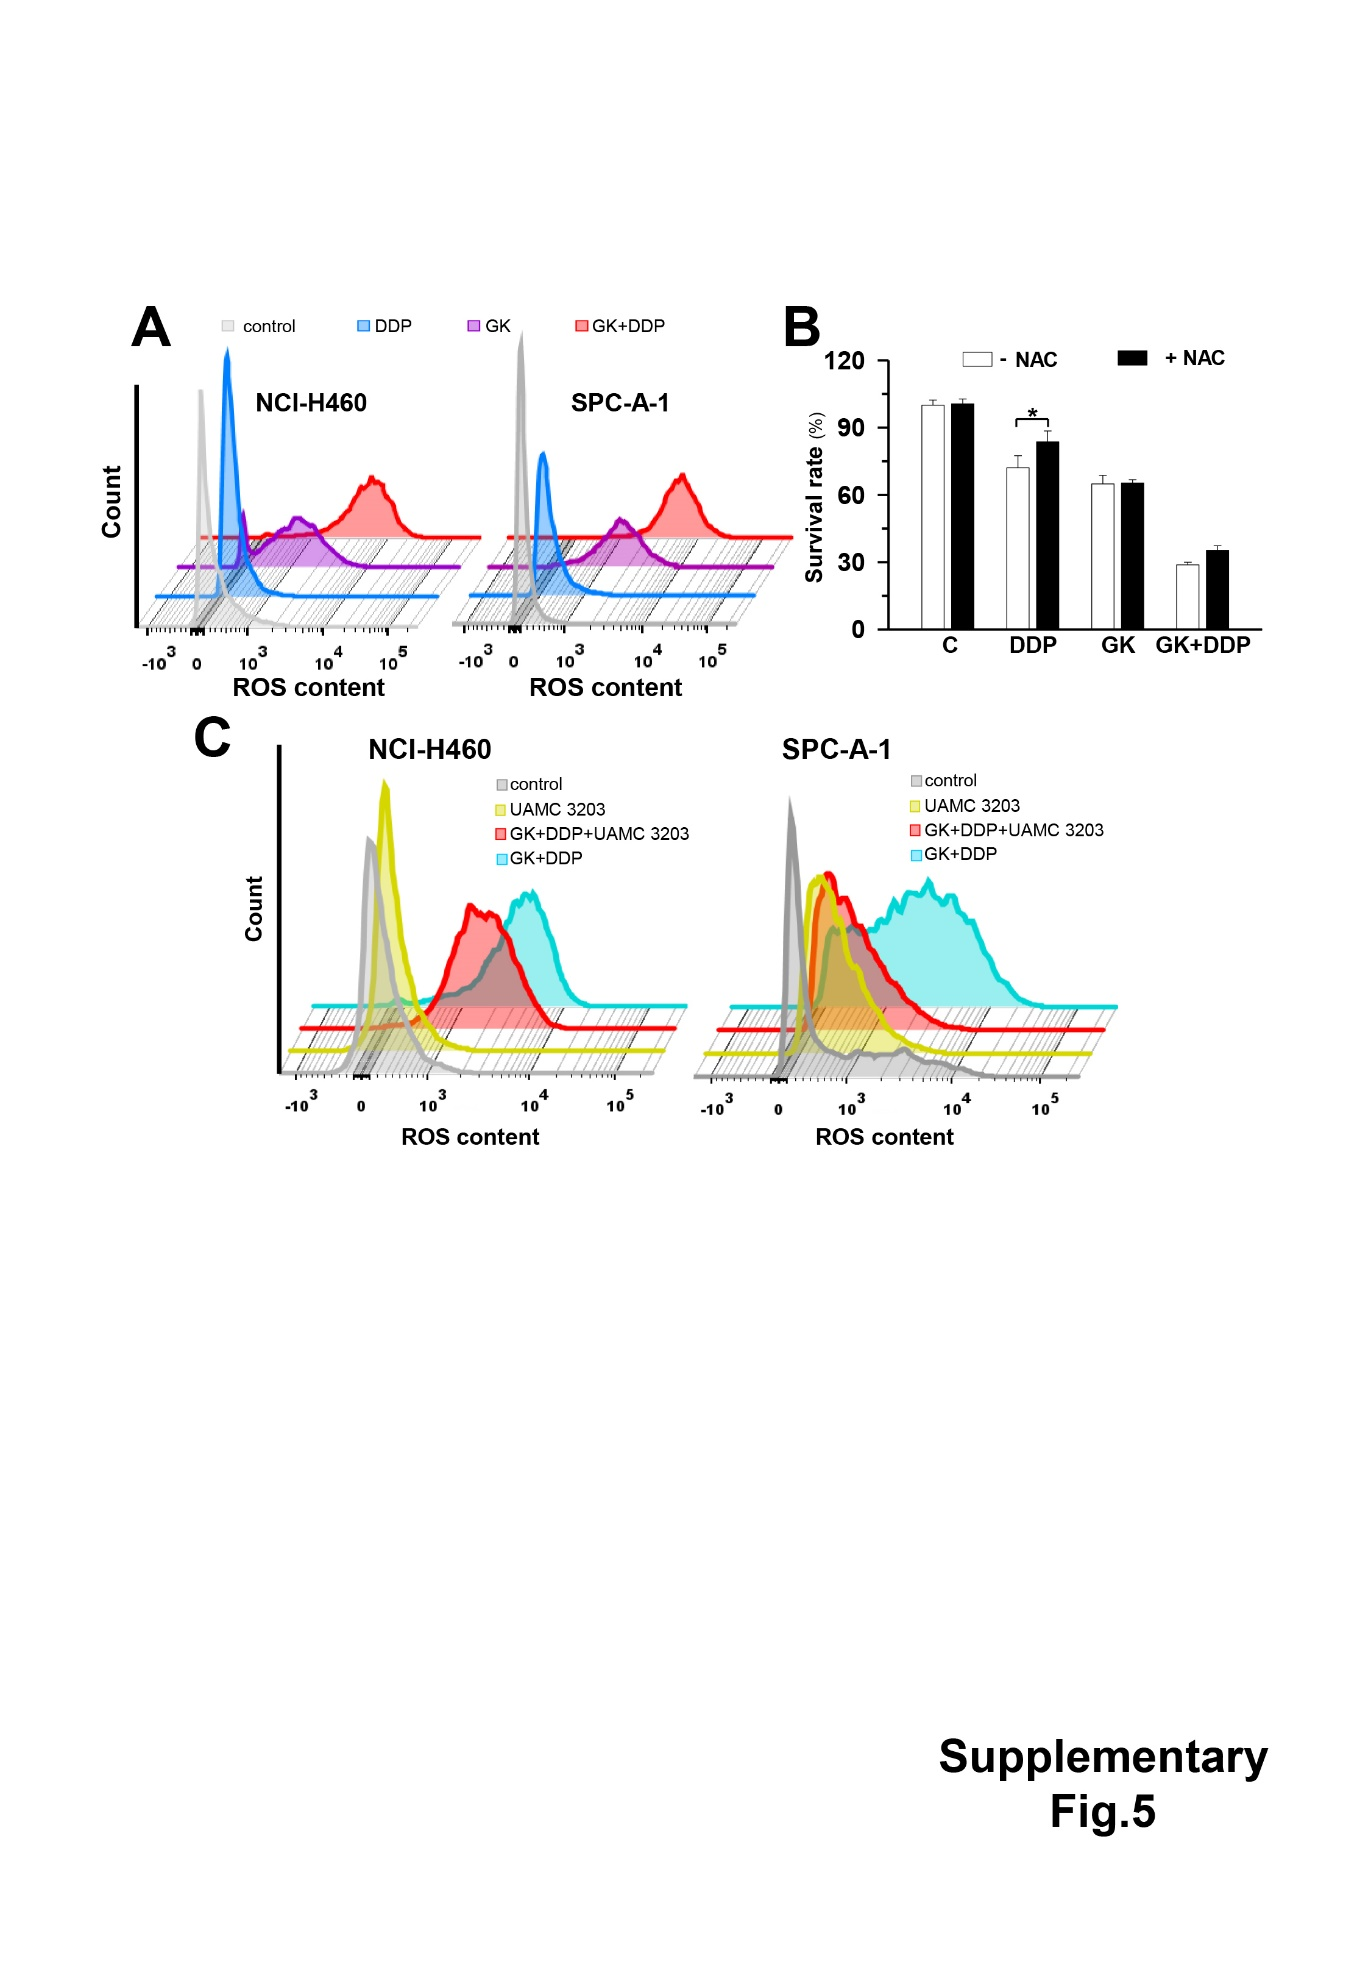 A
control DDP GK GK+DDP
NCI-H460 SPC-A-1
Count
-10³ 0 10³ 10⁴ 10⁵
-10³ 0 10³ 10⁴ 10⁵
ROS content ROS content
B
- NAC + NAC
120
90
60
30
0
Survival rate (%)
*
C DDP GK GK+DDP
C
NCI-H460
control
UAMC 3203
GK+DDP+UAMC 3203
GK+DDP
Count
-10³ 0 10³ 10⁴ 10⁵
ROS content
SPC-A-1
control
UAMC 3203
GK+DDP+UAMC 3203
GK+DDP
-10³ 0 10³ 10⁴ 10⁵
ROS content
Supplementary
Fig.5